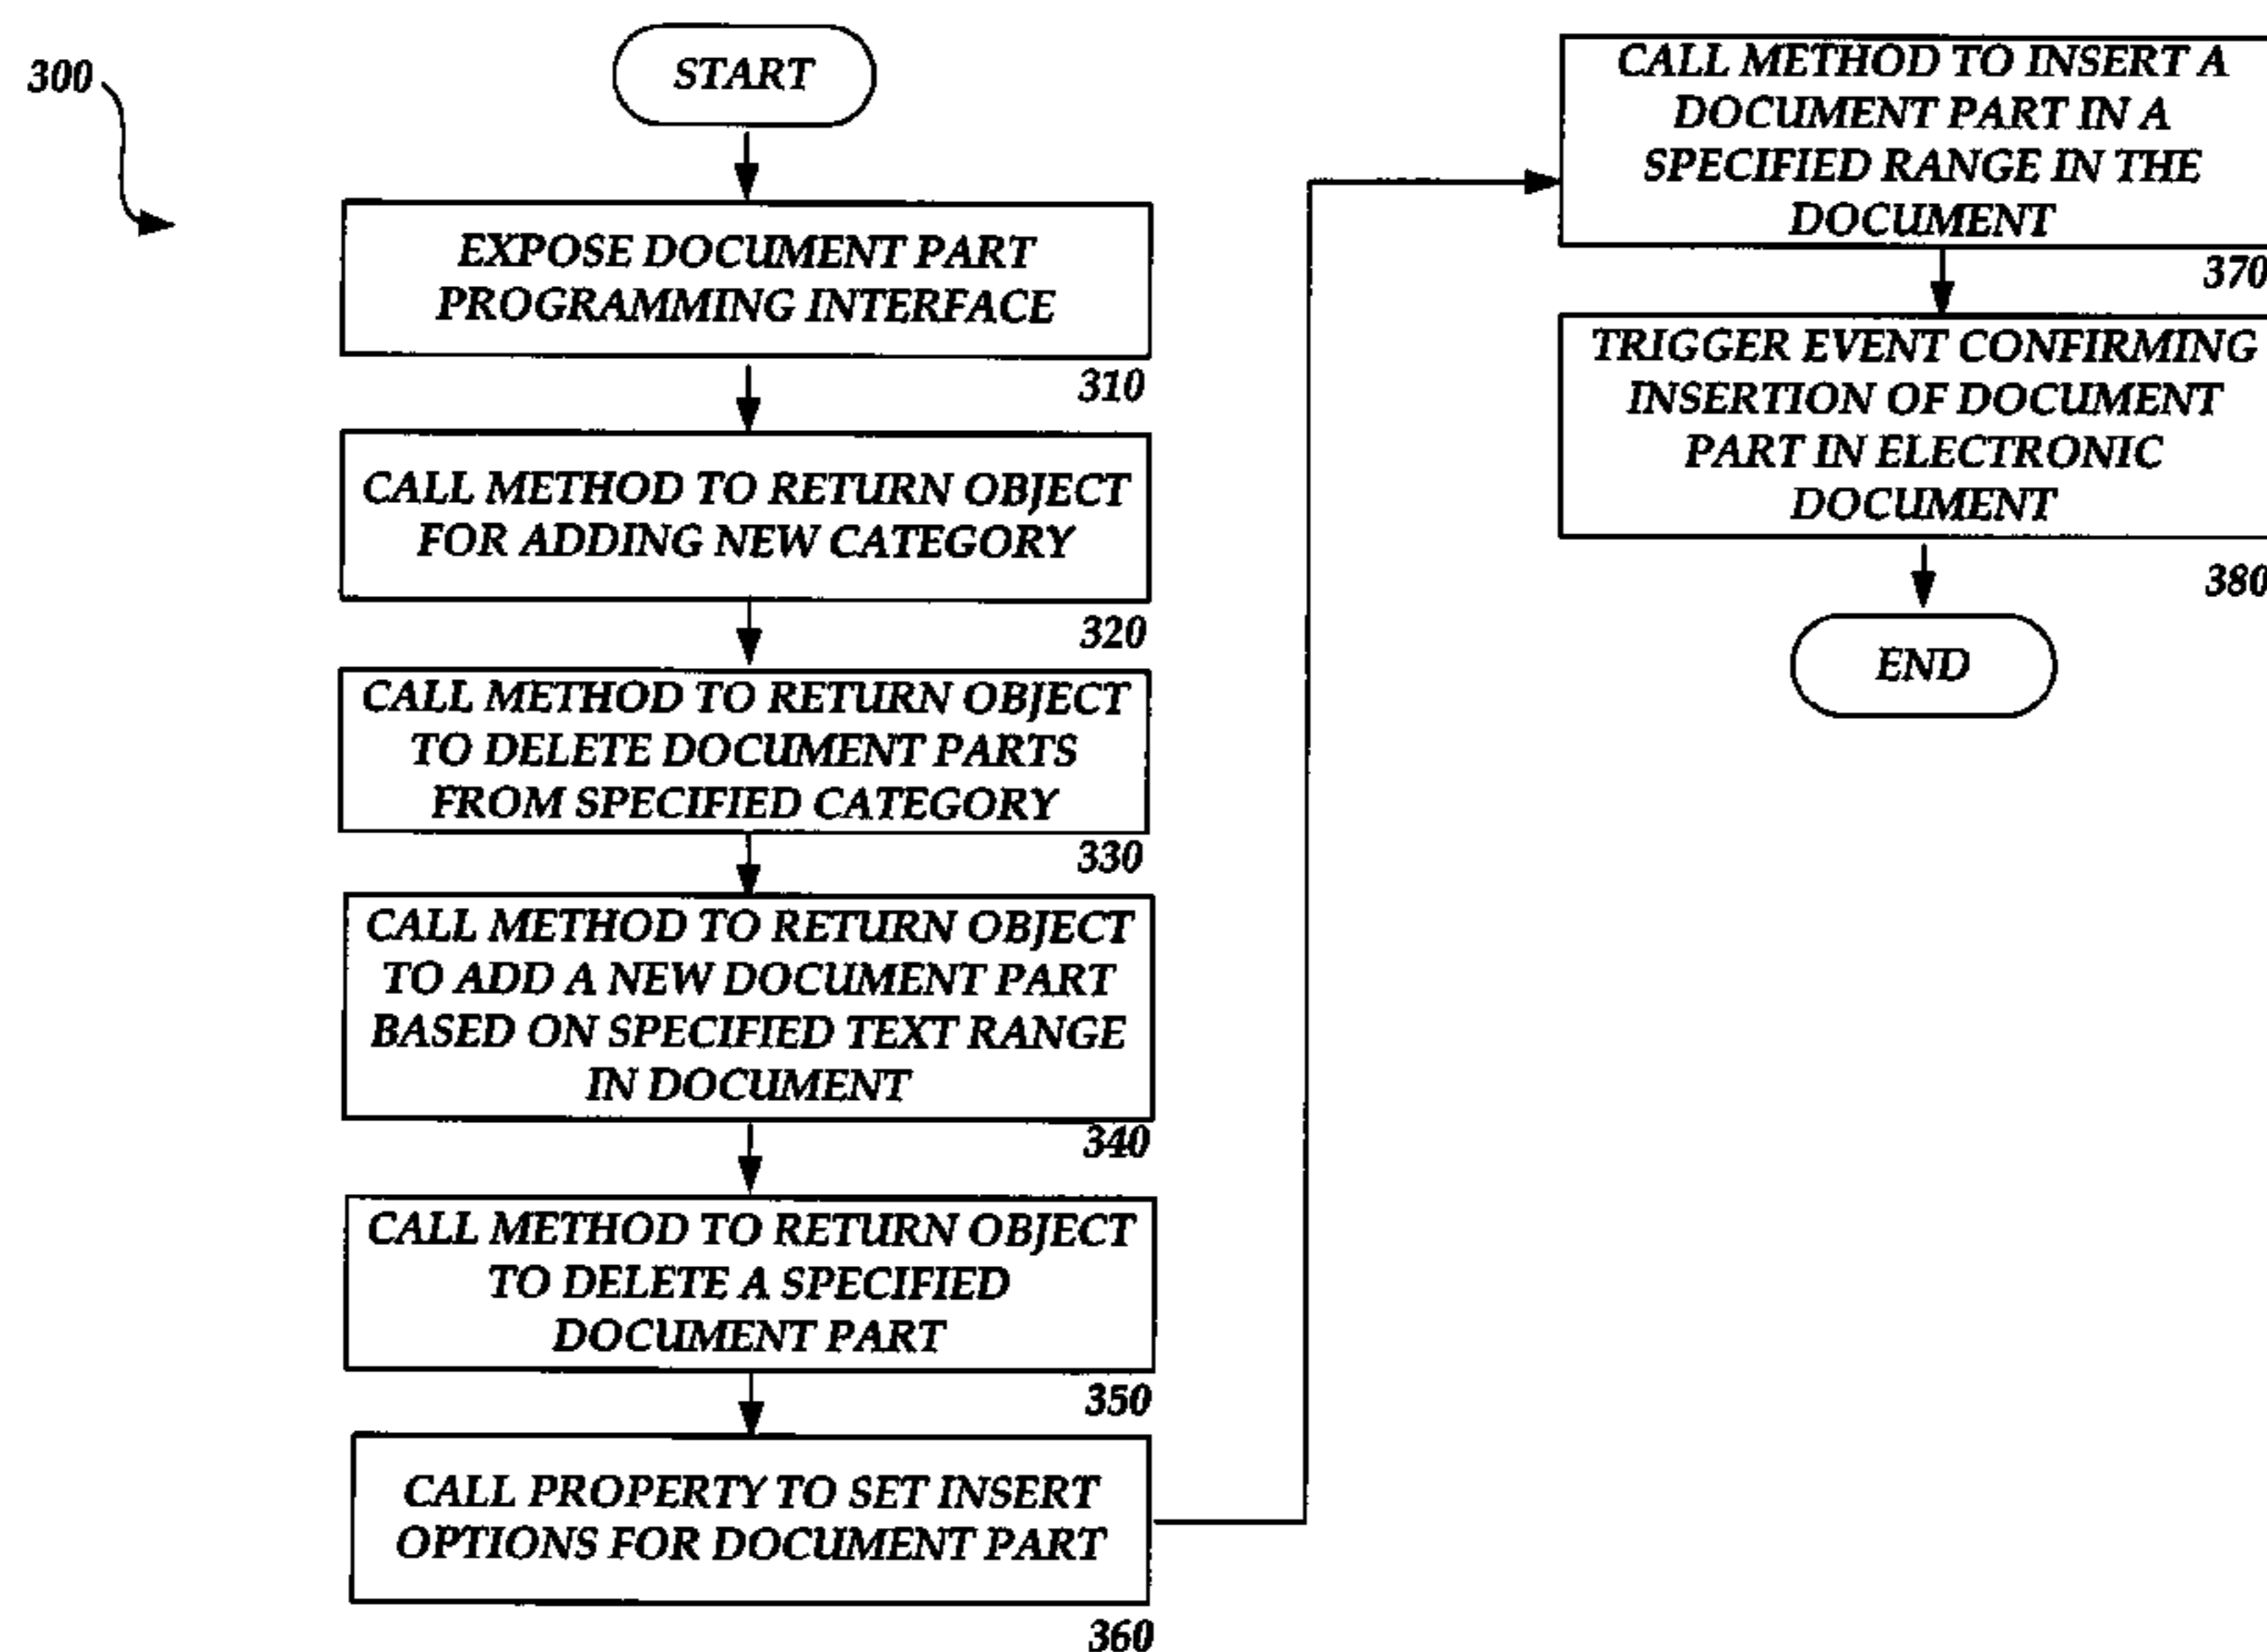 300
START
EXPOSE DOCUMENT PART
PROGRAMMING INTERFACE
310
CALL METHOD TO RETURN OBJECT
FOR ADDING NEW CATEGORY
320
CALL METHOD TO RETURN OBJECT
TO DELETE DOCUMENT PARTS
FROM SPECIFIED CATEGORY
330
CALL METHOD TO RETURN OBJECT
TO ADD A NEW DOCUMENT PART
BASED ON SPECIFIED TEXT RANGE
IN DOCUMENT
340
CALL METHOD TO RETURN OBJECT
TO DELETE A SPECIFIED
DOCUMENT PART
350
CALL PROPERTY TO SET INSERT
OPTIONS FOR DOCUMENT PART
360
CALL METHOD TO INSERT A
DOCUMENT PART IN A
SPECIFIED RANGE IN THE
DOCUMENT
370
TRIGGER EVENT CONFIRMING
INSERTION OF DOCUMENT
PART IN ELECTRONIC
DOCUMENT
380
END